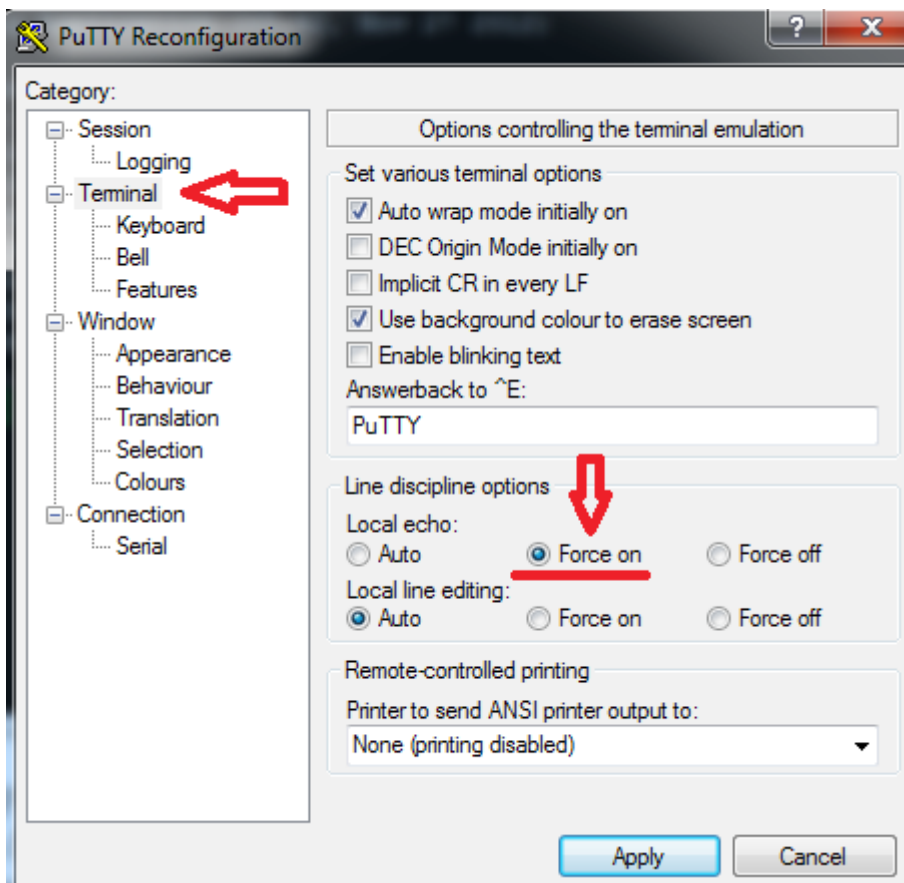 PuTTY Reconfiguration
?
x
Category:
Session
Logging
Terminal
Keyboard
Bell
Features
Window
Appearance
Behaviour
Translation
Selection
Colours
Connection
Serial
Options controlling the terminal emulation
Set various terminal options
Auto wrap mode initially on
DEC Origin Mode initially on
Implicit CR in every LF
Use background colour to erase screen
Enable blinking text
Answerback to ^E:
PuTTY
Line discipline options
Local echo:
Auto Force on Force off
Local line editing:
Auto Force on Force off
Remote-controlled printing
Printer to send ANSI printer output to:
None (printing disabled)
Apply Cancel